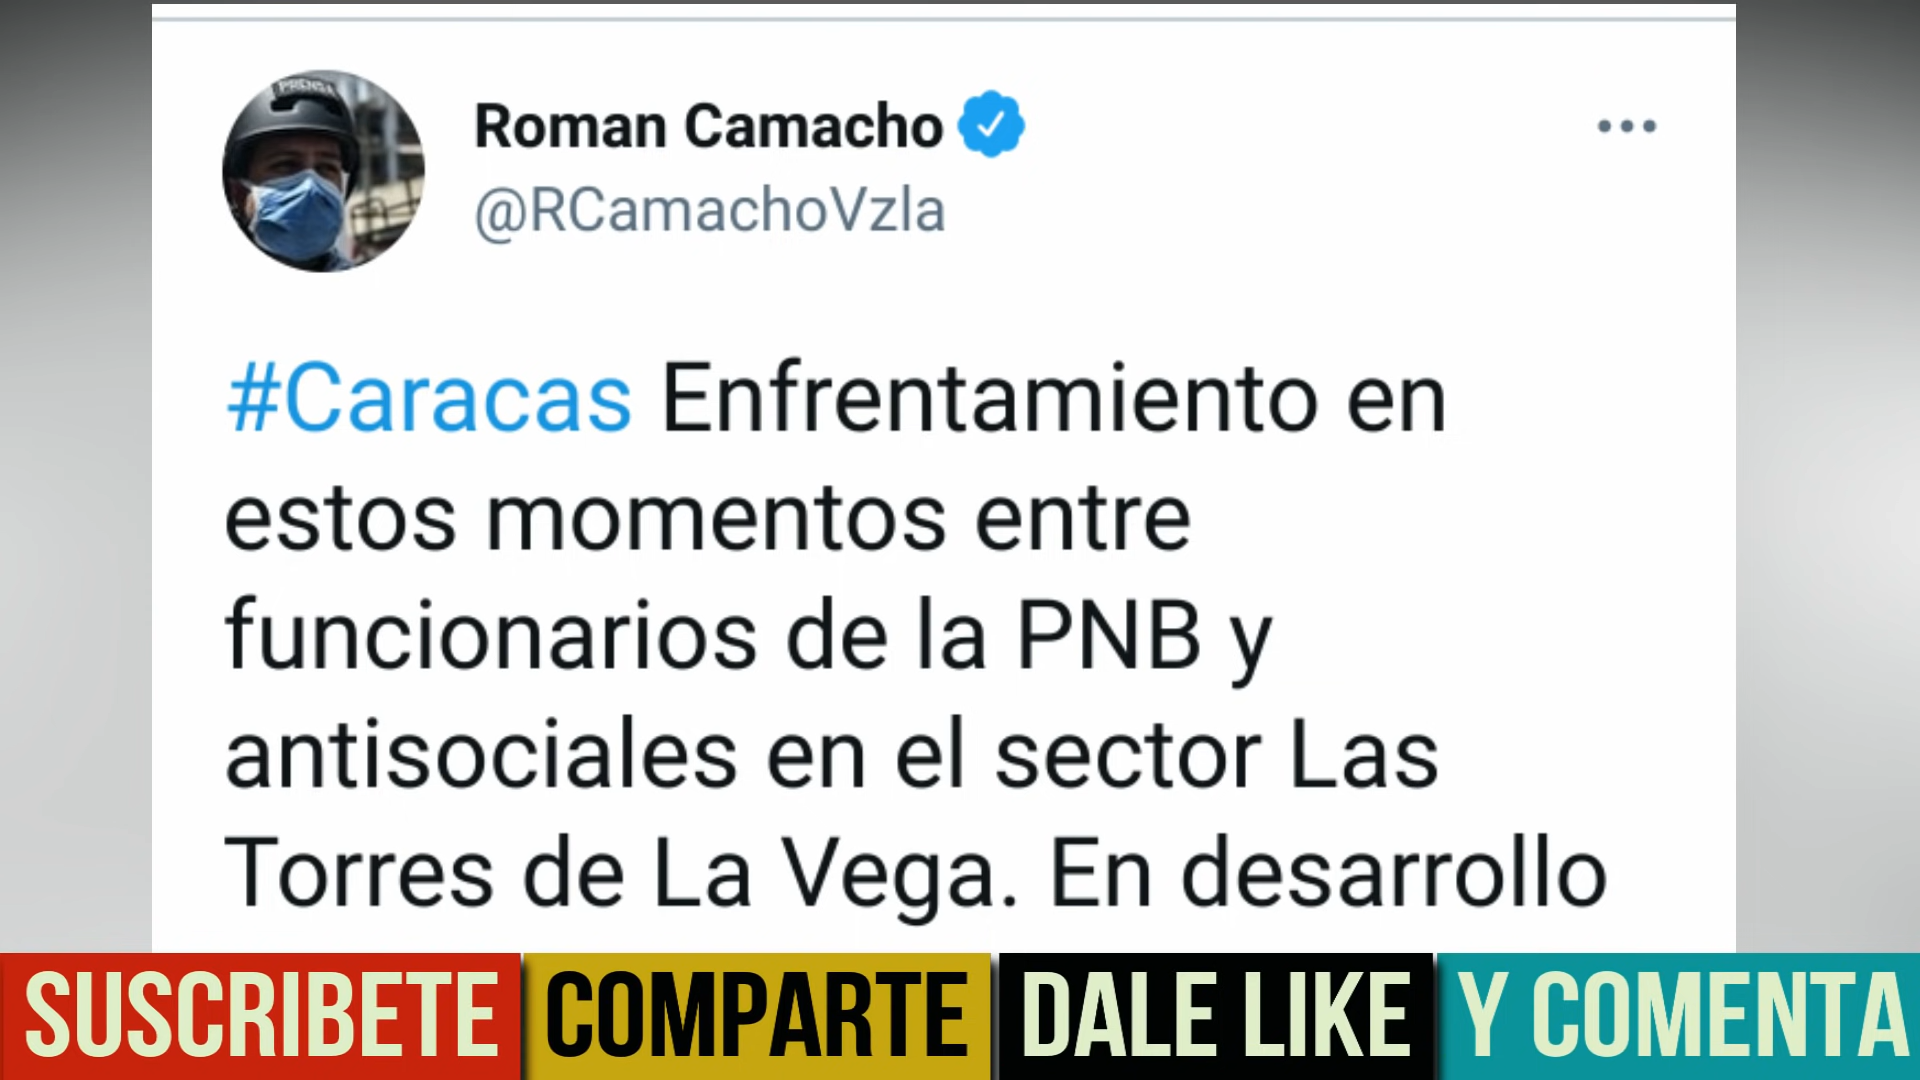 PRENSA
Roman Camacho
@RCamachoVzla
#Caracas Enfrentamiento en
estos momentos entre
funcionarios de la PNB y
antisociales en el sector Las
Torres de La Vega. En desarrollo
SUSCRIBETE COMPARTE DALE LIKE Y COMENTA